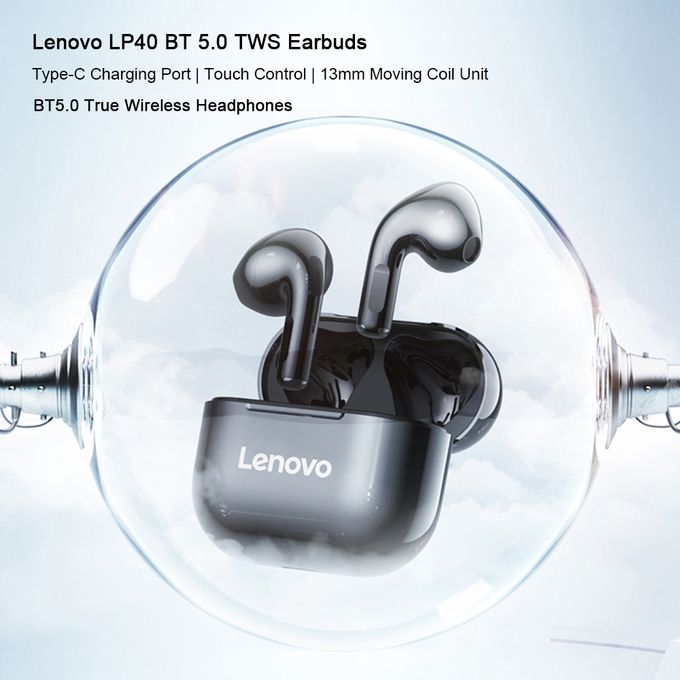 Lenovo LP40 BT 5.0 TWS Earbuds
Type-C Charging Port | Touch Control | 13mm Moving Coil Unit
BT5.0 True Wireless Headphones
Lenovo